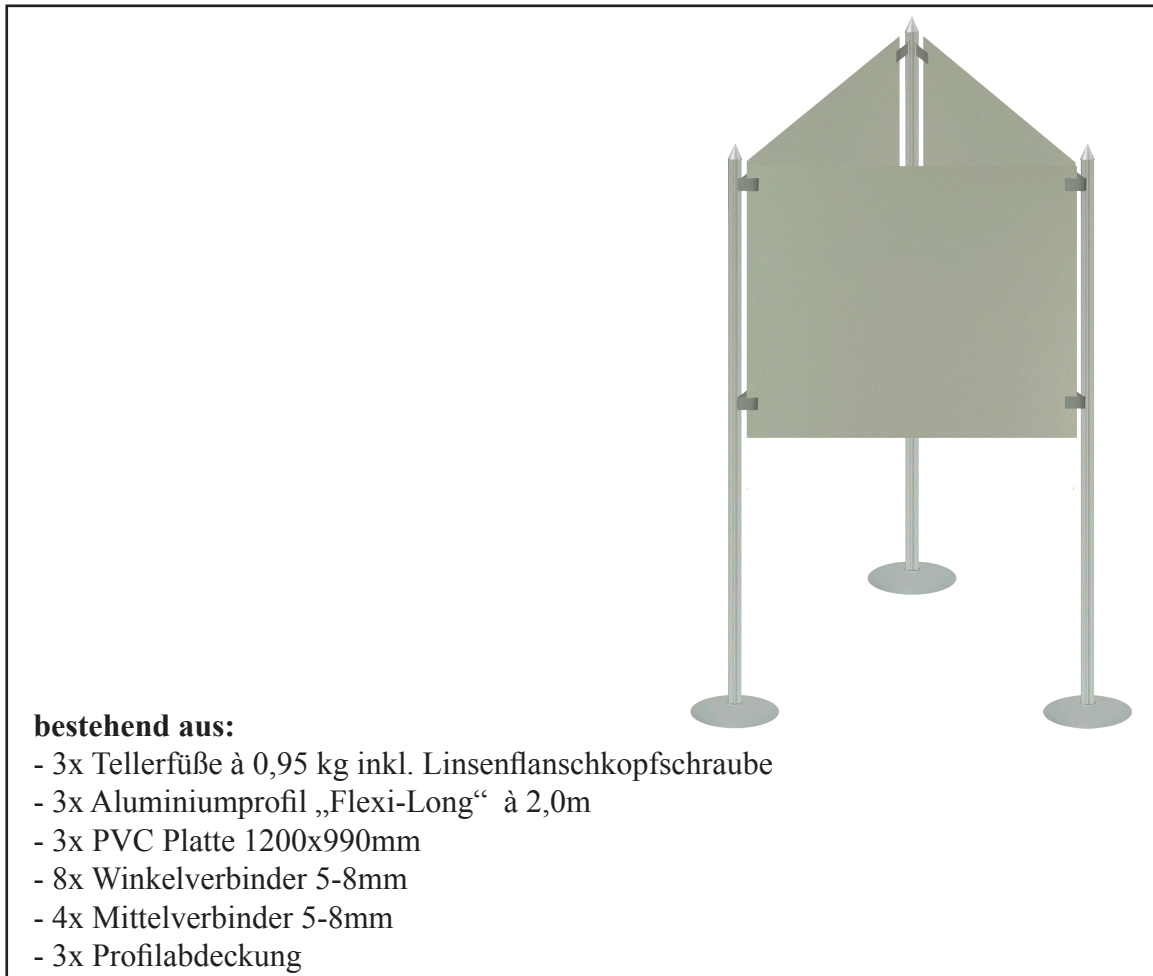 bestehend aus:
- 3x Tellerfüße à 0,95 kg inkl. Linsenflanschkopfschraube
- 3x Aluminiumprofil „Flexi-Long“ à 2,0m
- 3x PVC Platte 1200x990mm
- 8x Winkelverbinder 5-8mm
- 4x Mittelverbinder 5-8mm
- 3x Profilabdeckung